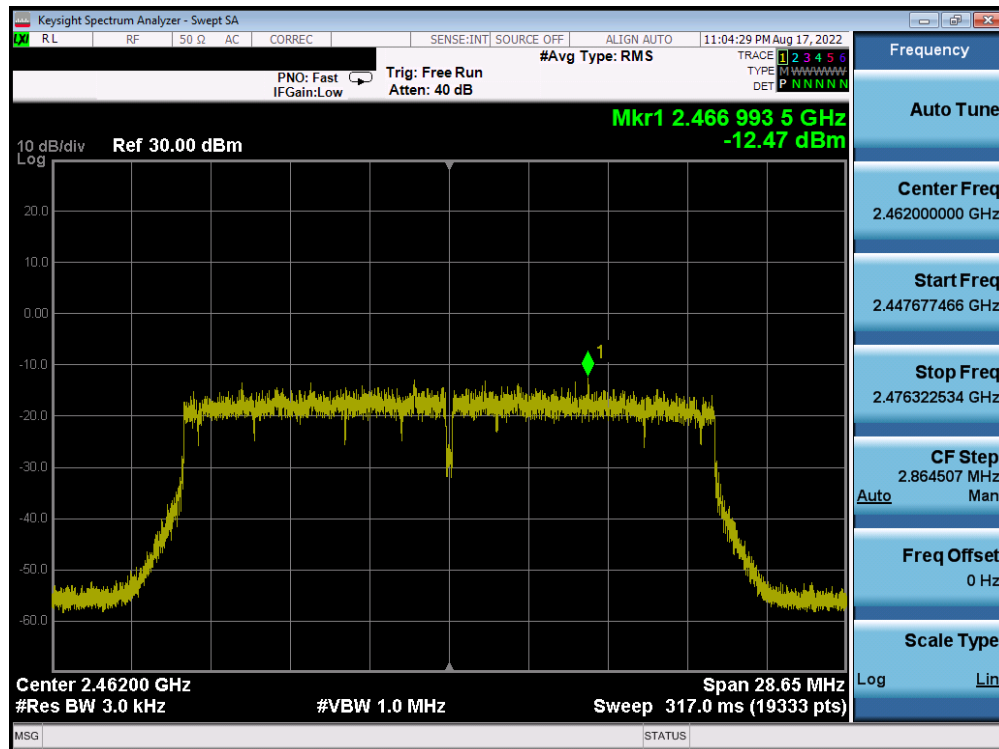 Keysight Spectrum Analyzer - Swept SA
LXI RL RF 50 Ω AC CORREC SENSE:INT SOURCE OFF ALIGN AUTO 11:04:29 PM Aug 17, 2022
#Avg Type: RMS
TRACE 1 2 3 4 5 6
PNO: Fast Trig: Free Run
TYPE M WWWWW
IFGain:Low Atten: 40 dB
DET P N N N N N
Mkr1 2.466 993 5 GHz
-12.47 dBm
10 dB/div Ref 30.00 dBm
Log
20.0
10.0
0.00
-10.0
1
-20.0
-30.0
-40.0
-50.0
-60.0
Center 2.46200 GHz Span 28.65 MHz
#Res BW 3.0 kHz #VBW 1.0 MHz Sweep 317.0 ms (19333 pts)
MSG STATUS
Frequency
Auto Tune
Center Freq
2.462000000 GHz
Start Freq
2.447677466 GHz
Stop Freq
2.476322534 GHz
CF Step
2.864507 MHz
Auto Man
Freq Offset
0 Hz
Scale Type
Log Lin